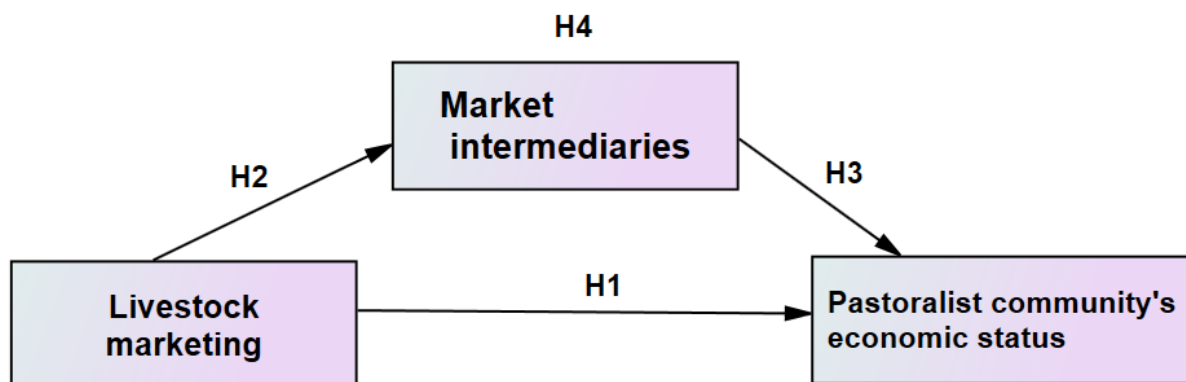 H4
Market
intermediaries
H2
H3
Livestock
marketing
H1
Pastoralist community's
economic status